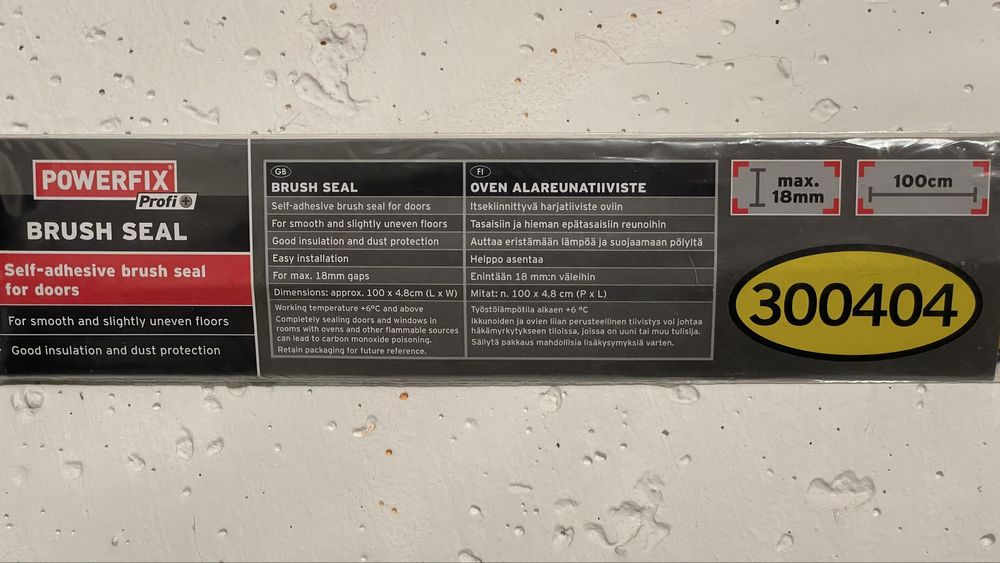 POWERFIX®
Profi +
BRUSH SEAL
Self-adhesive brush seal
for doors
For smooth and slightly uneven floors
Good insulation and dust protection
GB
BRUSH SEAL
Self-adhesive brush seal for doors
For smooth and slightly uneven floors
Good insulation and dust protection
Easy installation
For max. 18mm gaps
Dimensions: approx. 100 x 4.8cm (L x W)
Working temperature +6ºC and above
Completely sealing doors and windows in
rooms with ovens and other flammable sources
can lead to carbon monoxide poisoning.
Retain packaging for future reference.
FI
OVEN ALAREUNATIIVISTE
Itsekiinnittyvä harjatiiviste oviin
Tasaisiin ja hieman epätasaisiin reunoihin
Auttaa eristämään lämpöä ja suojaamaan pölyltä
Helppo asentaa
Enintään 18 mm:n väleihin
Mitat: n. 100 x 4,8 cm (P x L)
Työstölämpötila alkaen +6 ºC
Ikkunoiden ja ovien liian perusteellinen tiivistys voi johtaa
häkämyrkytykseen tiloissa, joissa on uuni tai muu tulisija.
Säilytä pakkaus mahdollisia lisäkysymyksiä varten.
max.
18mm
100cm
300404